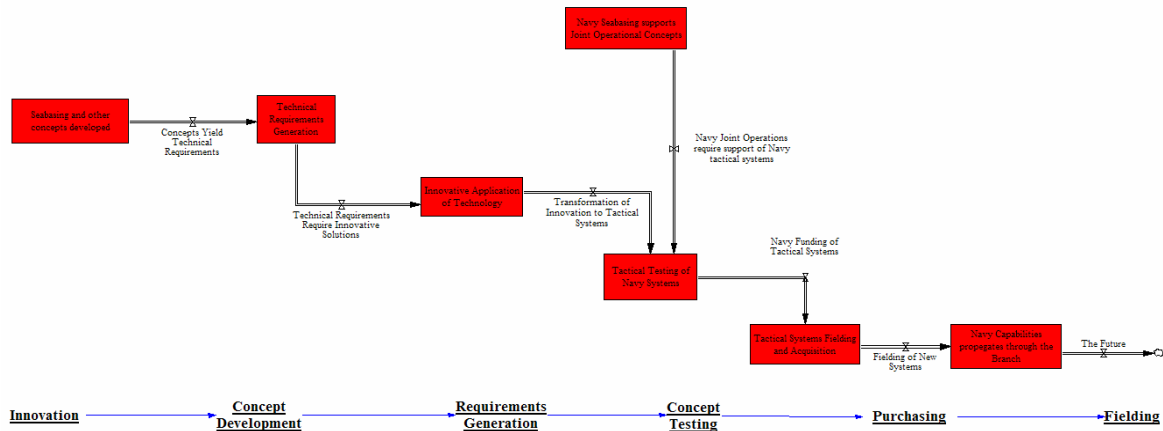 Navy Seabasing supports
Joint Operational Concepts
Seabasing and other
concepts developed
Concepts Yield
Technical
Requirements
Technical
Requirements
Generation
Navy Joint Operations
require support of Navy
tactical systems
Technical Requirements
Require Innovative
Solutions
Innovative Application
of Technology
Transformation of
Innovation to Tactical
Systems
Tactical Testing of
Navy Systems
Navy Funding of
Tactical Systems
Tactical Systems Fielding
and Acquisition
Fielding of New
Systems
Navy Capabilities
propegates through the
Branch
The Future
Innovation
Concept
Development
Requirements
Generation
Concept
Testing
Purchasing
Fielding